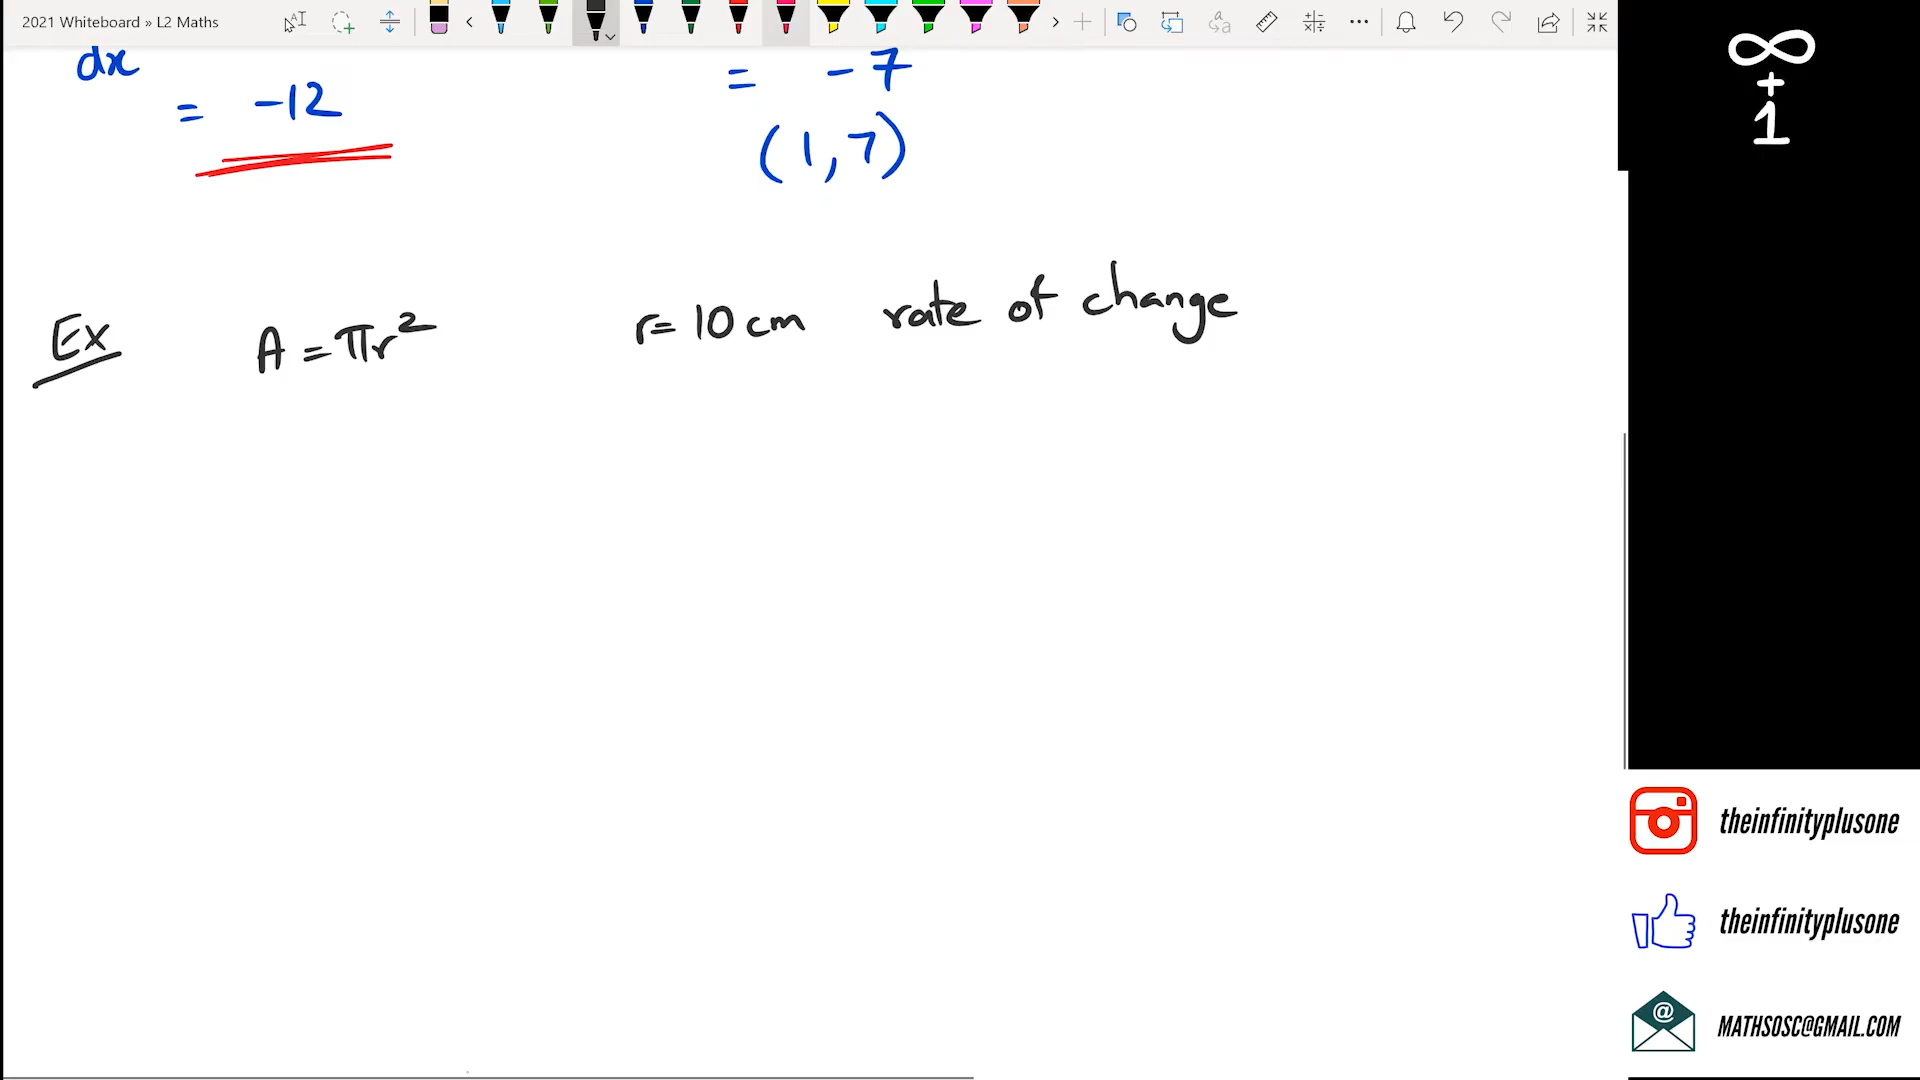 2021 Whiteboard » L2 Maths
∞
+
1
dx
= -12
= -7
(1,7)
Ex A = πr² r= 10 cm rate of change
theinfinityplusone
theinfinityplusone
@ MATHSOSC@GMAIL.COM